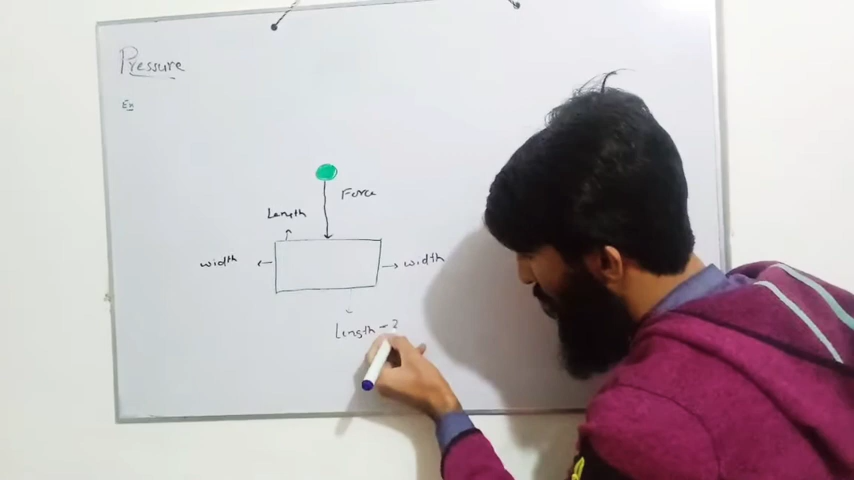 Pressure
Ex
Force
Length
width
width
Length - 2